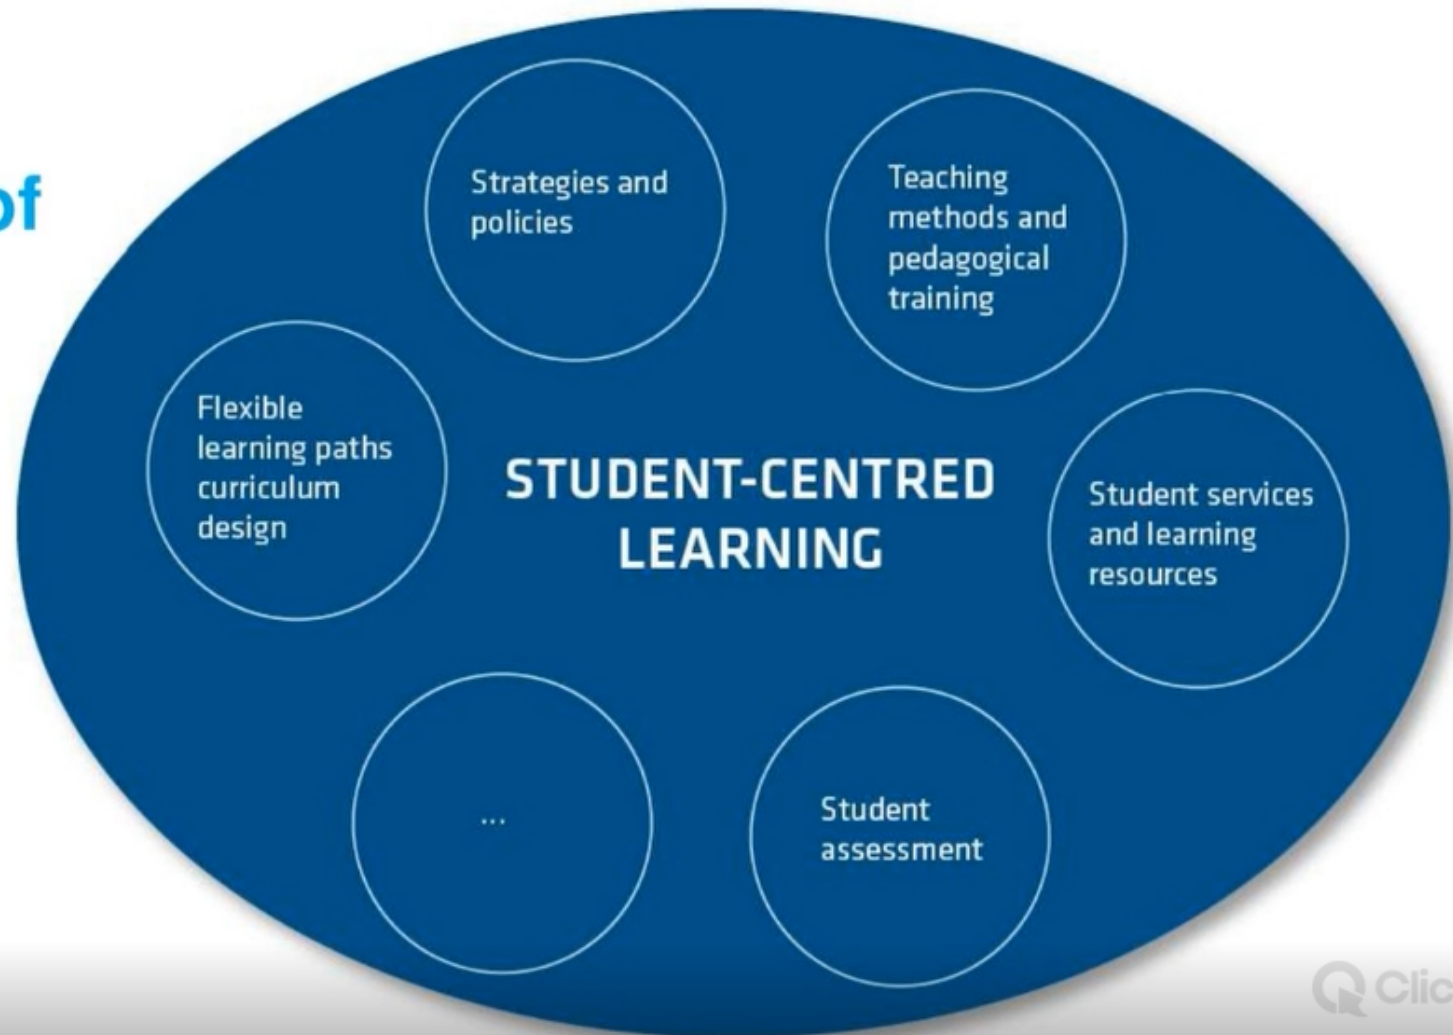 of
Strategies and
policies
Teaching
methods and
pedagogical
training
Flexible
learning paths
curriculum
design
STUDENT-CENTRED
LEARNING
Student services
and learning
resources
...
Student
assessment
Clic